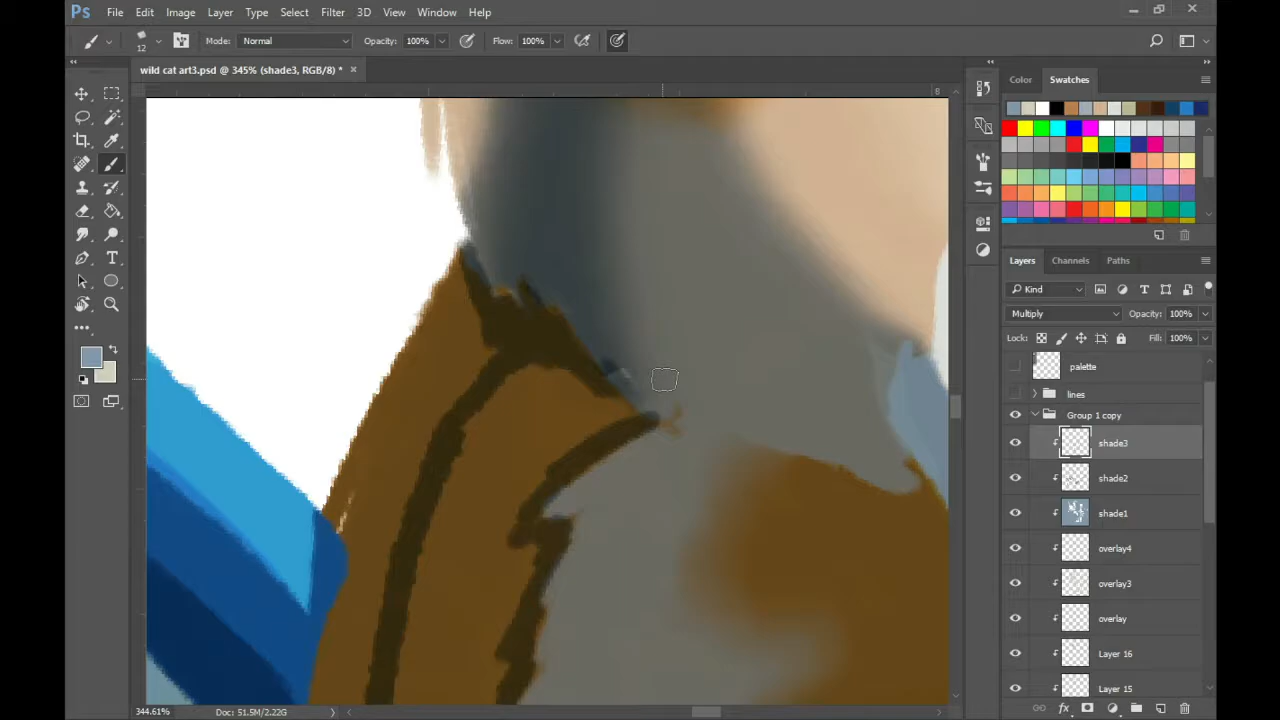 Ps File Edit Image Layer Type Select Filter 3D View Window Help
12 Mode: Normal Opacity: 100% Flow: 100%
wild cat art3.psd @ 345% (shade3, RGB/8) *
8
Color Swatches
Layers Channels Paths
Kind
Multiply Opacity: 100%
Lock: Fill: 100%
palette
lines
Group 1 copy
shade3
shade2
shade1
overlay4
overlay3
overlay
Layer 16
Layer 15
344.61% Doc: 51.5M/2.22G
fx